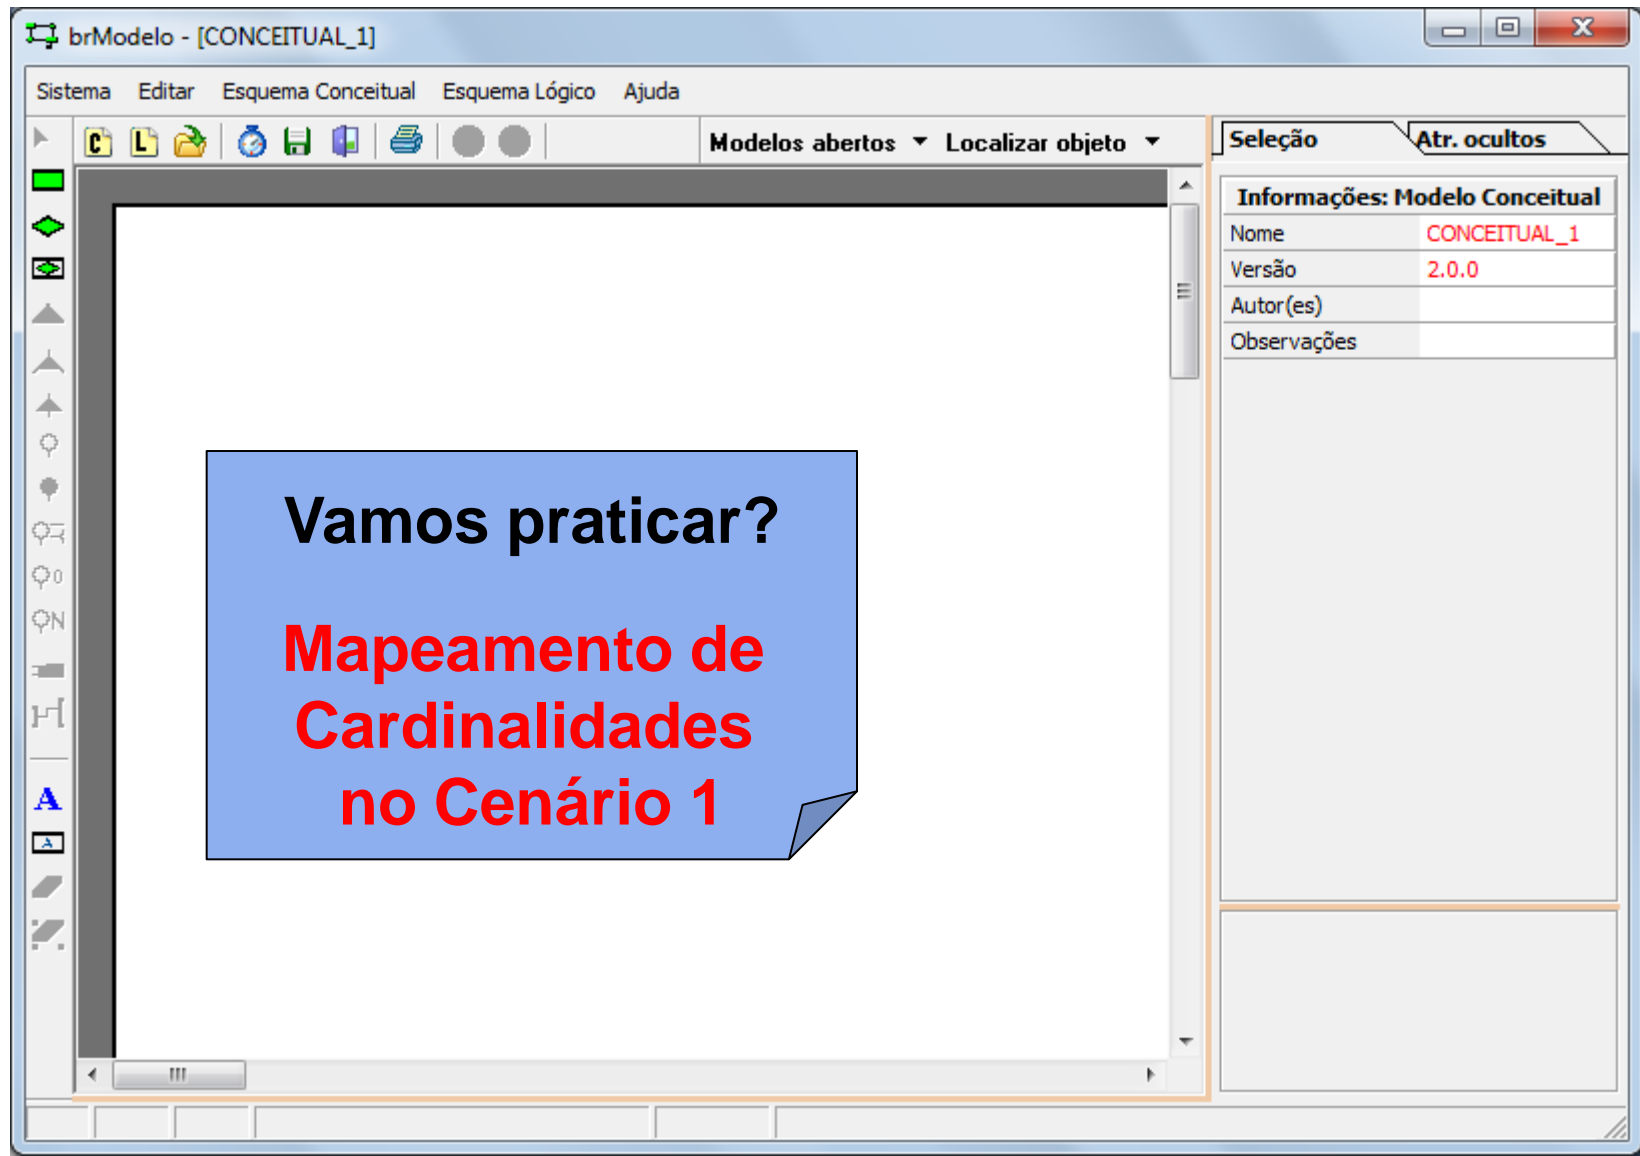 brModelo - [CONCEITUAL_1]
Sistema Editar Esquema Conceitual Esquema Lógico Ajuda
C L Modelos abertos Localizar objeto
Seleção Atr. ocultos
Informações: Modelo Conceitual
Nome CONCEITUAL_1
Versão 2.0.0
Autor(es)
Observações
0
N
A
A
Vamos praticar?
Mapeamento de
Cardinalidades
no Cenário 1